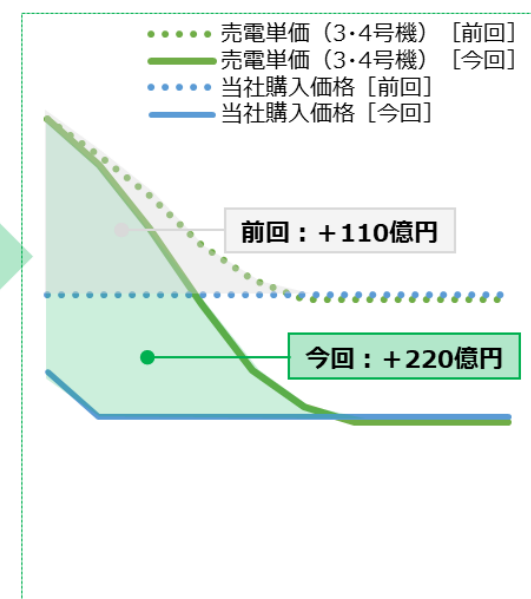 売電単価（3･4号機）［前回］
売電単価（3･4号機）［今回］
当社購入価格［前回］
当社購入価格［今回］
前回：＋110億円
今回：＋220億円